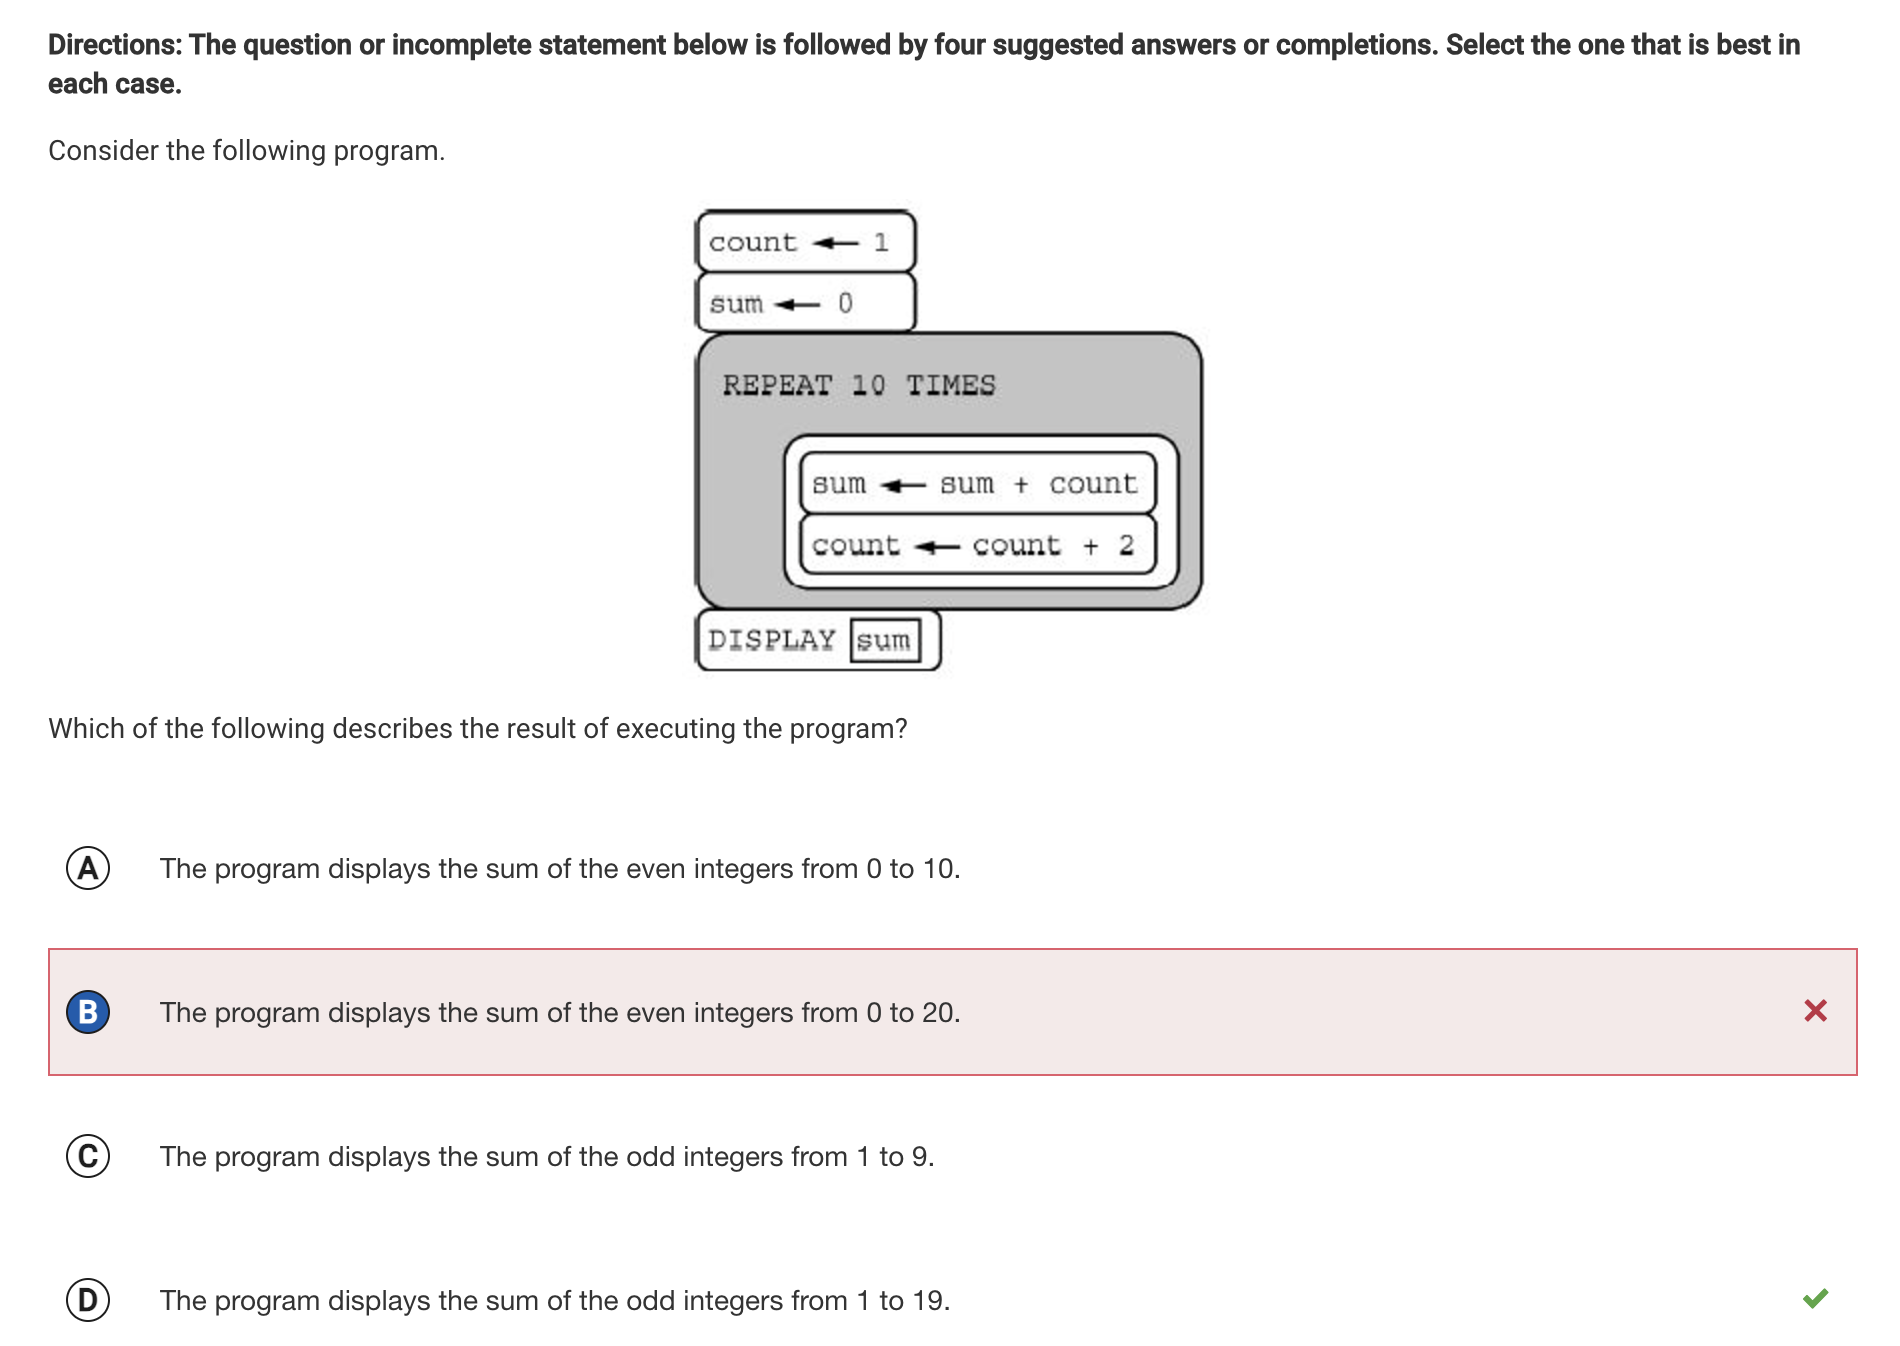 Directions: The question or incomplete statement below is followed by four suggested answers or completions. Select the one that is best in
each case.
Consider the following program.
count ← 1
sum ← 0
REPEAT 10 TIMES
sum ← sum + count
count ← count + 2
DISPLAY sum
Which of the following describes the result of executing the program?
A The program displays the sum of the even integers from 0 to 10.
B The program displays the sum of the even integers from 0 to 20.
C The program displays the sum of the odd integers from 1 to 9.
D The program displays the sum of the odd integers from 1 to 19.